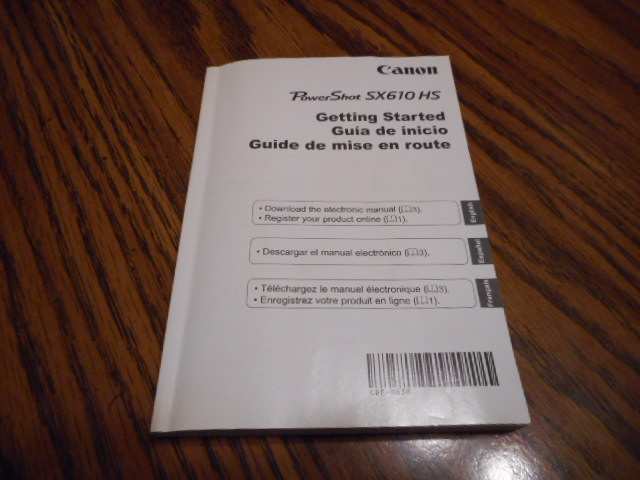 Canon
PowerShot SX610 HS
Getting Started
Guía de inicio
Guide de mise en route
• Download the electronic manual (📖3).
• Register your product online (📖1).
English
• Descargar el manual electrónico (📖3).
Español
• Téléchargez le manuel électronique (📖3).
• Enregistrez votre produit en ligne (📖1).
Français